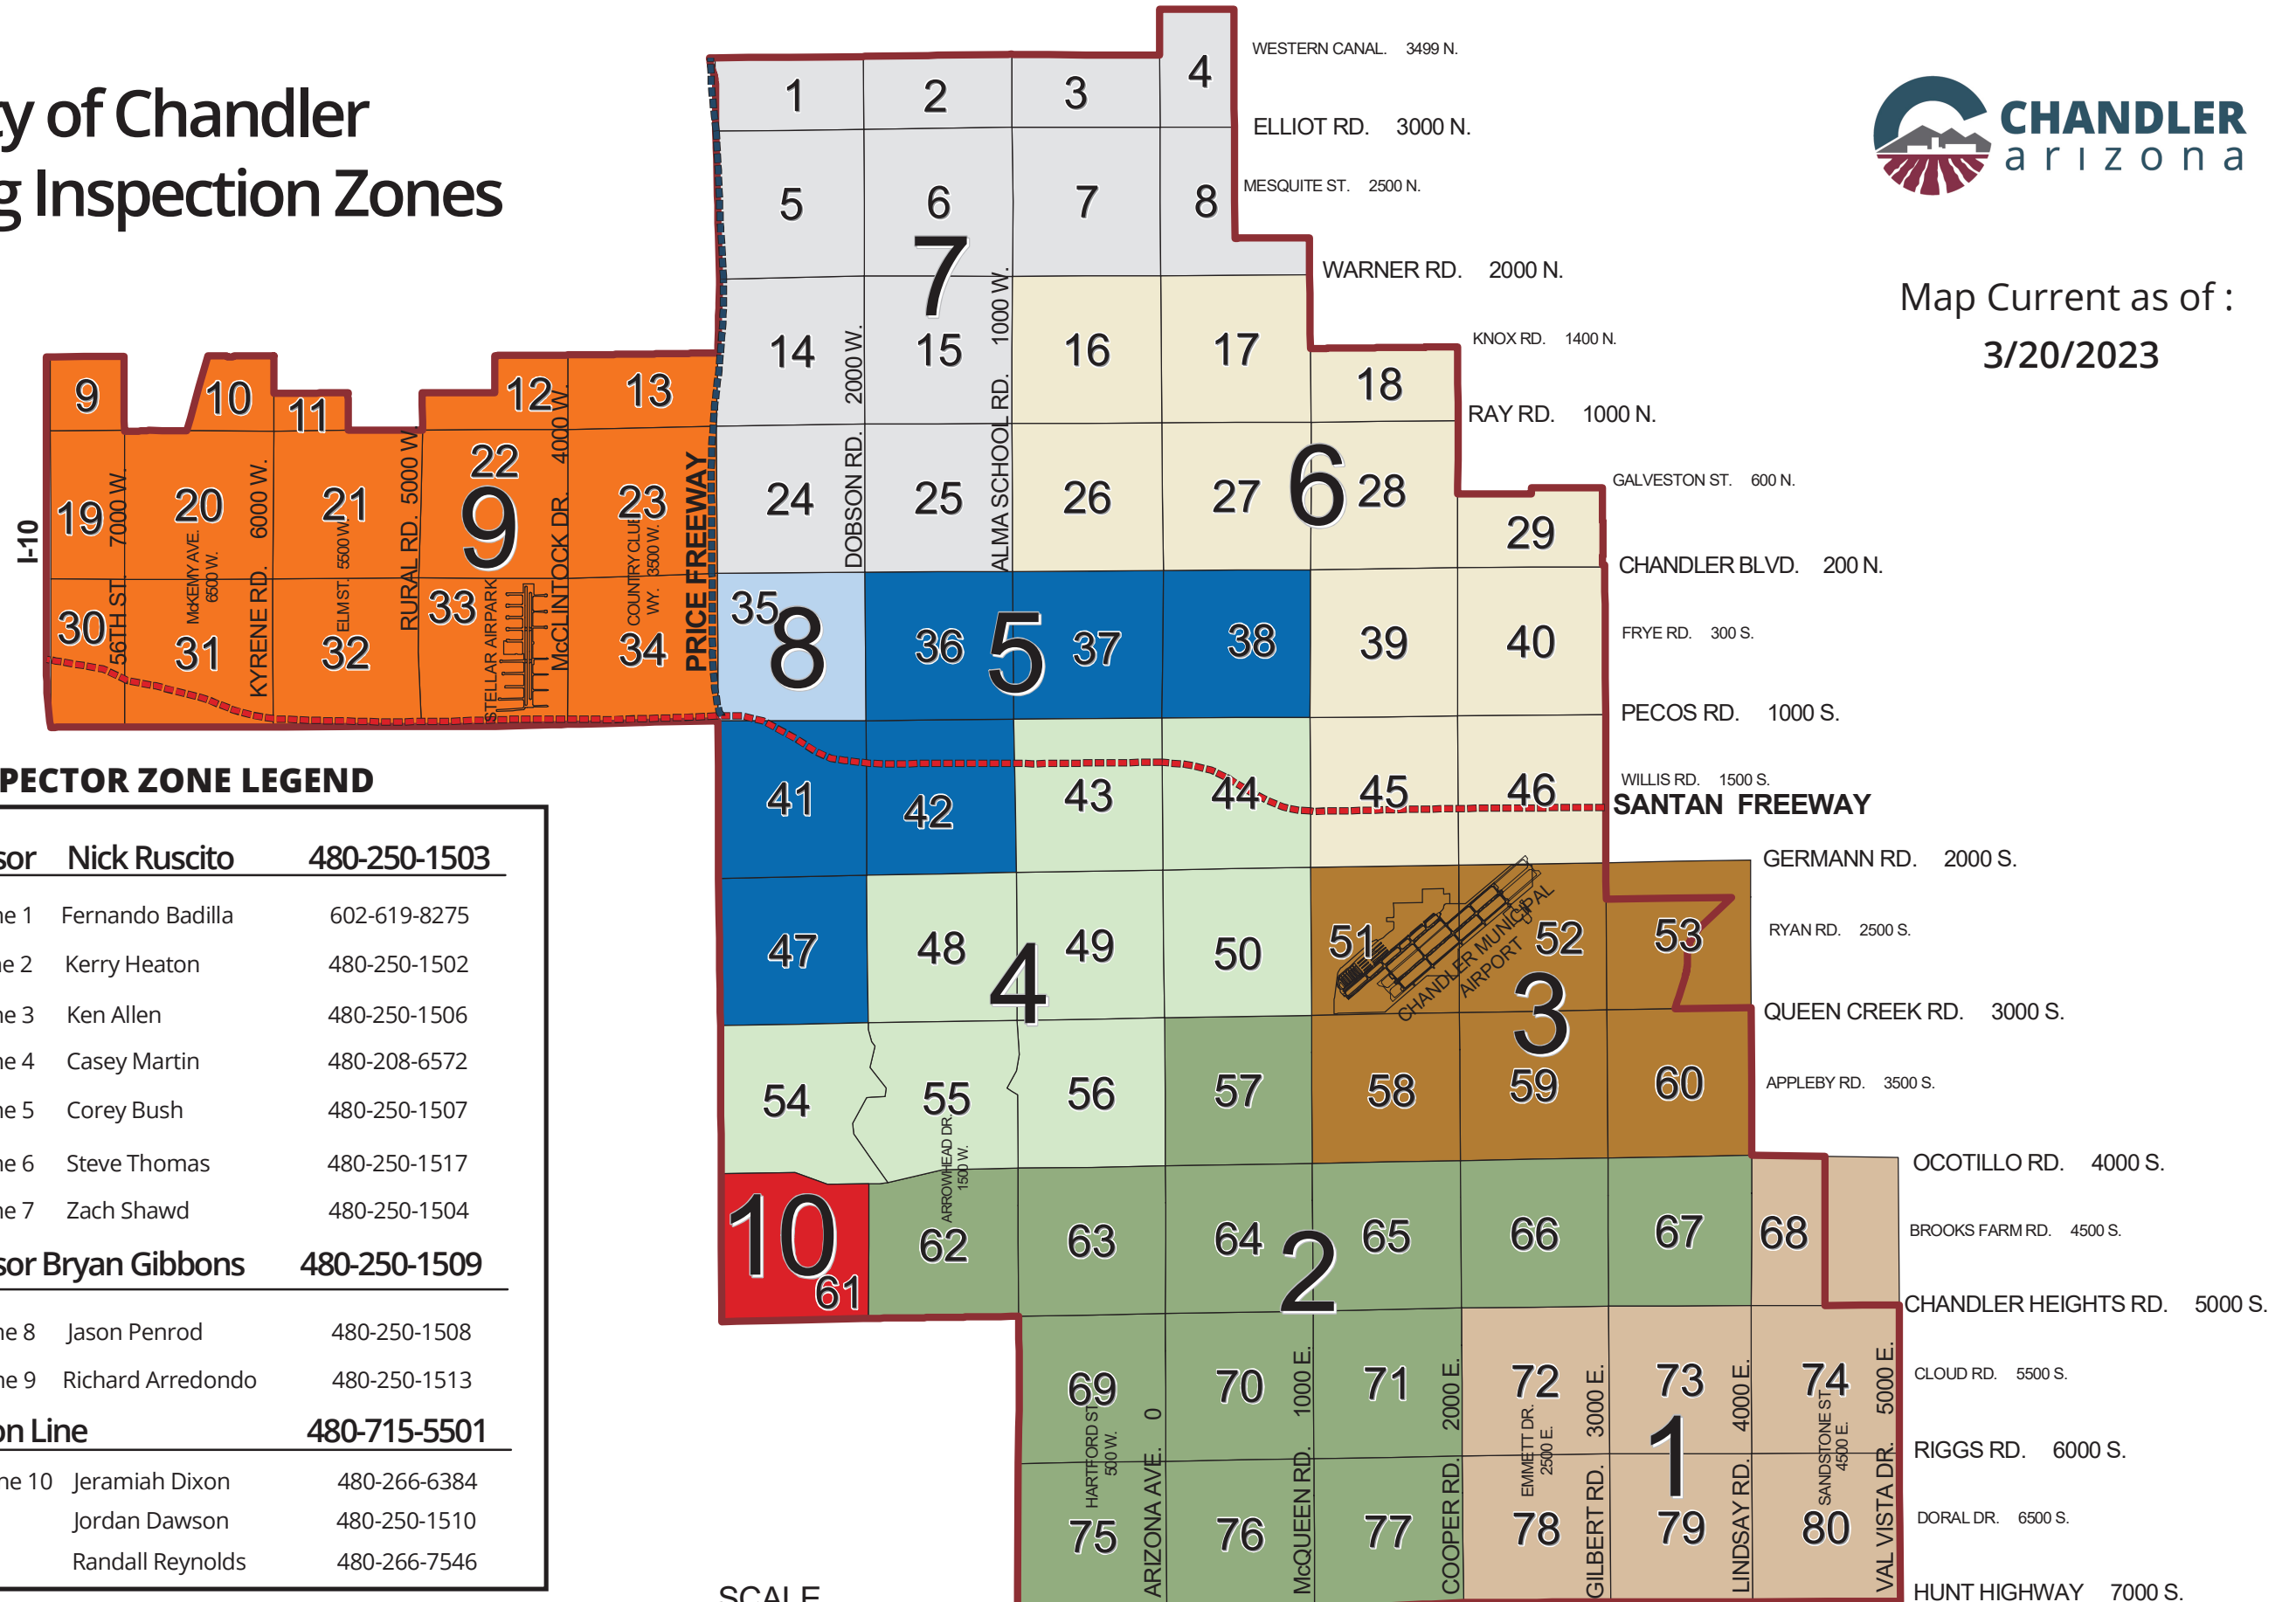 ty of Chandler
g Inspection Zones
CHANDLER
arizona
Map Current as of :
3/20/2023
WESTERN CANAL. 3499 N.
ELLIOT RD. 3000 N.
MESQUITE ST. 2500 N.
WARNER RD. 2000 N.
KNOX RD. 1400 N.
RAY RD. 1000 N.
GALVESTON ST. 600 N.
CHANDLER BLVD. 200 N.
FRYE RD. 300 S.
PECOS RD. 1000 S.
WILLIS RD. 1500 S.
SANTAN FREEWAY
GERMANN RD. 2000 S.
RYAN RD. 2500 S.
QUEEN CREEK RD. 3000 S.
APPLEBY RD. 3500 S.
OCOTILLO RD. 4000 S.
BROOKS FARM RD. 4500 S.
CHANDLER HEIGHTS RD. 5000 S.
CLOUD RD. 5500 S.
RIGGS RD. 6000 S.
DORAL DR. 6500 S.
HUNT HIGHWAY 7000 S.
1 2 3 4
5 6 7 8
7
14 15 16 17 18
9 10 11 12 13
19 20 21 22 23 24 25 26 27 28 29
9 6
30 31 32 33 34 35 36 37 38 39 40
8 5
41 42 43 44 45 46
47 48 49 50 51 52 53
4 3
54 55 56 57 58 59 60
10
61 62 63 64 65 66 67 68
2
69 70 71 72 73 74
1
75 76 77 78 79 80
I-10
56TH ST. 7000 W.
McKEMY AVE.
6500 W.
KYRENE RD. 6000 W.
ELM ST. 5500 W.
RURAL RD. 5000 W.
STELLAR AIRPARK
McCLINTOCK DR. 4000 W.
COUNTRY CLUB
WY. 3500 W.
PRICE FREEWAY
DOBSON RD. 2000 W.
ALMA SCHOOL RD. 1000 W.
CHANDLER MUNICIPAL
AIRPORT
ARROWHEAD DR.
1500 W.
HARTFORD ST.
500 W.
ARIZONA AVE. 0
McQUEEN RD. 1000 E.
COOPER RD. 2000 E.
EMMETT DR.
2500 E.
GILBERT RD. 3000 E.
LINDSAY RD. 4000 E.
SANDSTONE ST
4500 E.
VAL VISTA DR. 5000 E.
PECTOR ZONE LEGEND
sor Nick Ruscito 480-250-1503
ne 1 Fernando Badilla 602-619-8275
ne 2 Kerry Heaton 480-250-1502
ne 3 Ken Allen 480-250-1506
ne 4 Casey Martin 480-208-6572
ne 5 Corey Bush 480-250-1507
ne 6 Steve Thomas 480-250-1517
ne 7 Zach Shawd 480-250-1504
sor Bryan Gibbons 480-250-1509
ne 8 Jason Penrod 480-250-1508
ne 9 Richard Arredondo 480-250-1513
on Line 480-715-5501
ne 10 Jeramiah Dixon 480-266-6384
Jordan Dawson 480-250-1510
Randall Reynolds 480-266-7546
SCALE